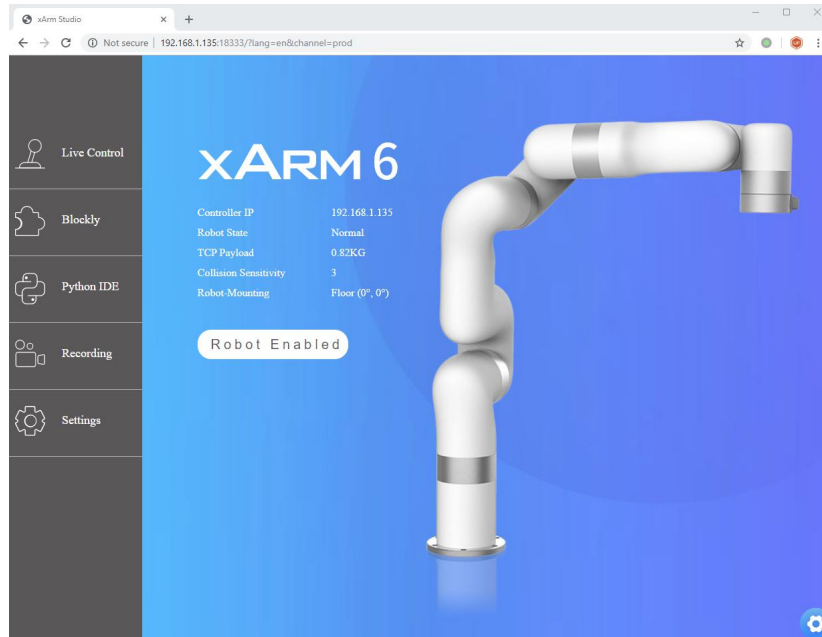 xArm Studio
Not secure | 192.168.1.135:18333/?lang=en&channel=prod
Live Control
Blockly
Python IDE
Recording
Settings
XARM 6
Controller IP 192.168.1.135
Robot State Normal
TCP Payload 0.82KG
Collision Sensitivity 3
Robot-Mounting Floor (0°, 0°)
Robot Enabled